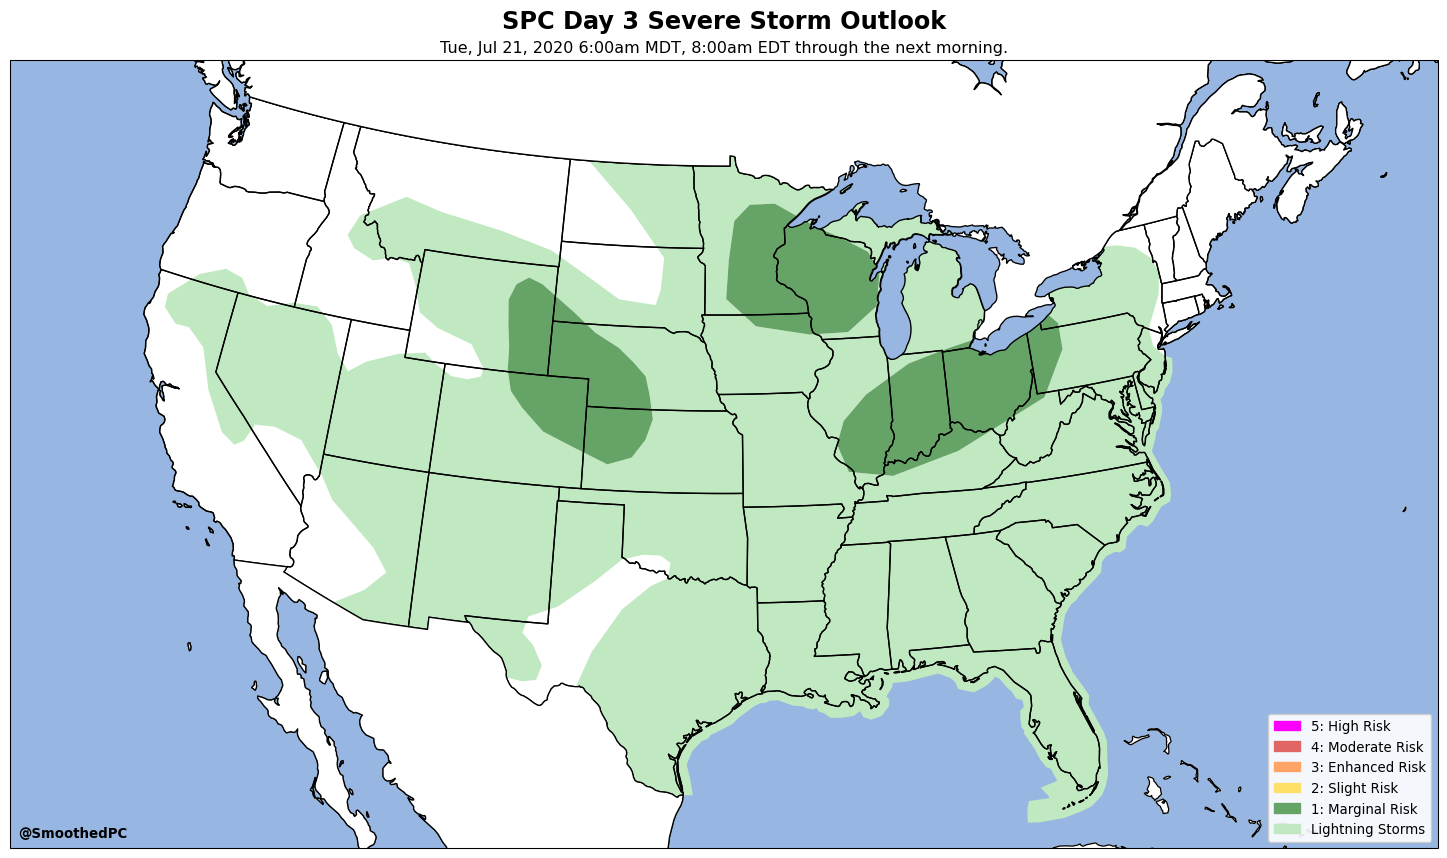 SPC Day 3 Severe Storm Outlook
Tue, Jul 21, 2020 6:00am MDT, 8:00am EDT through the next morning.
5: High Risk
4: Moderate Risk
3: Enhanced Risk
2: Slight Risk
1: Marginal Risk
Lightning Storms
@SmoothedPC